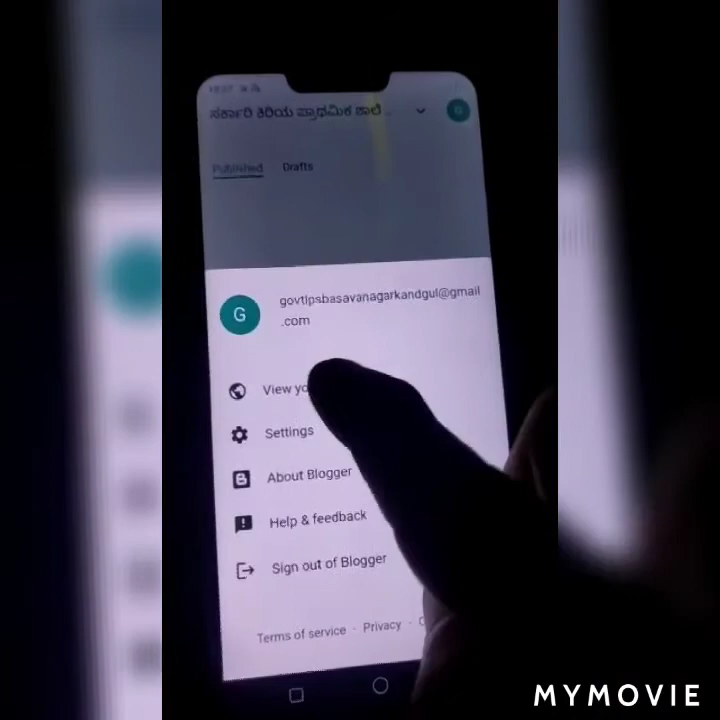 ಸರ್ಕಾರಿ ಕಿರಿಯ ಪ್ರಾಥಮಿಕ ಶಾಲೆ ...
G
Published Drafts
G
govtlpsbasavanagarkandgul@gmail
.com
View
Settings
About Blogger
Help & feedback
Sign out of Blogger
Terms of service · Privacy ·
MYMOVIE